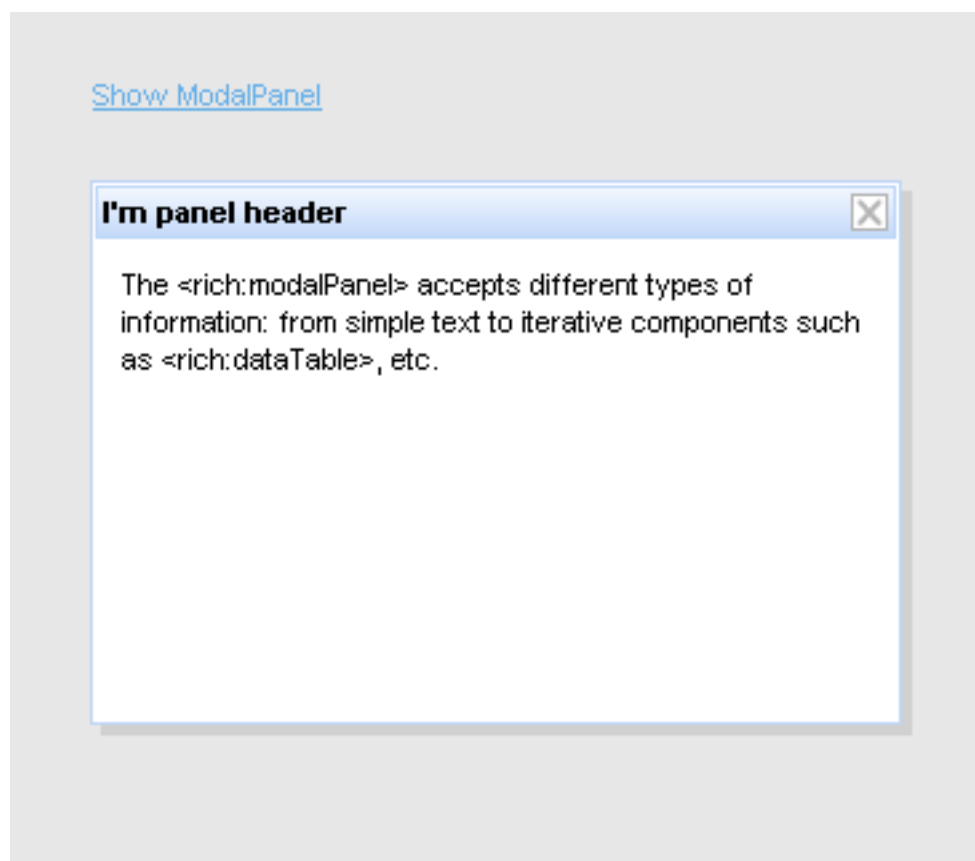 Show ModalPanel
I'm panel header
The <rich:modalPanel> accepts different types of
information: from simple text to iterative components such
as <rich:dataTable>, etc.